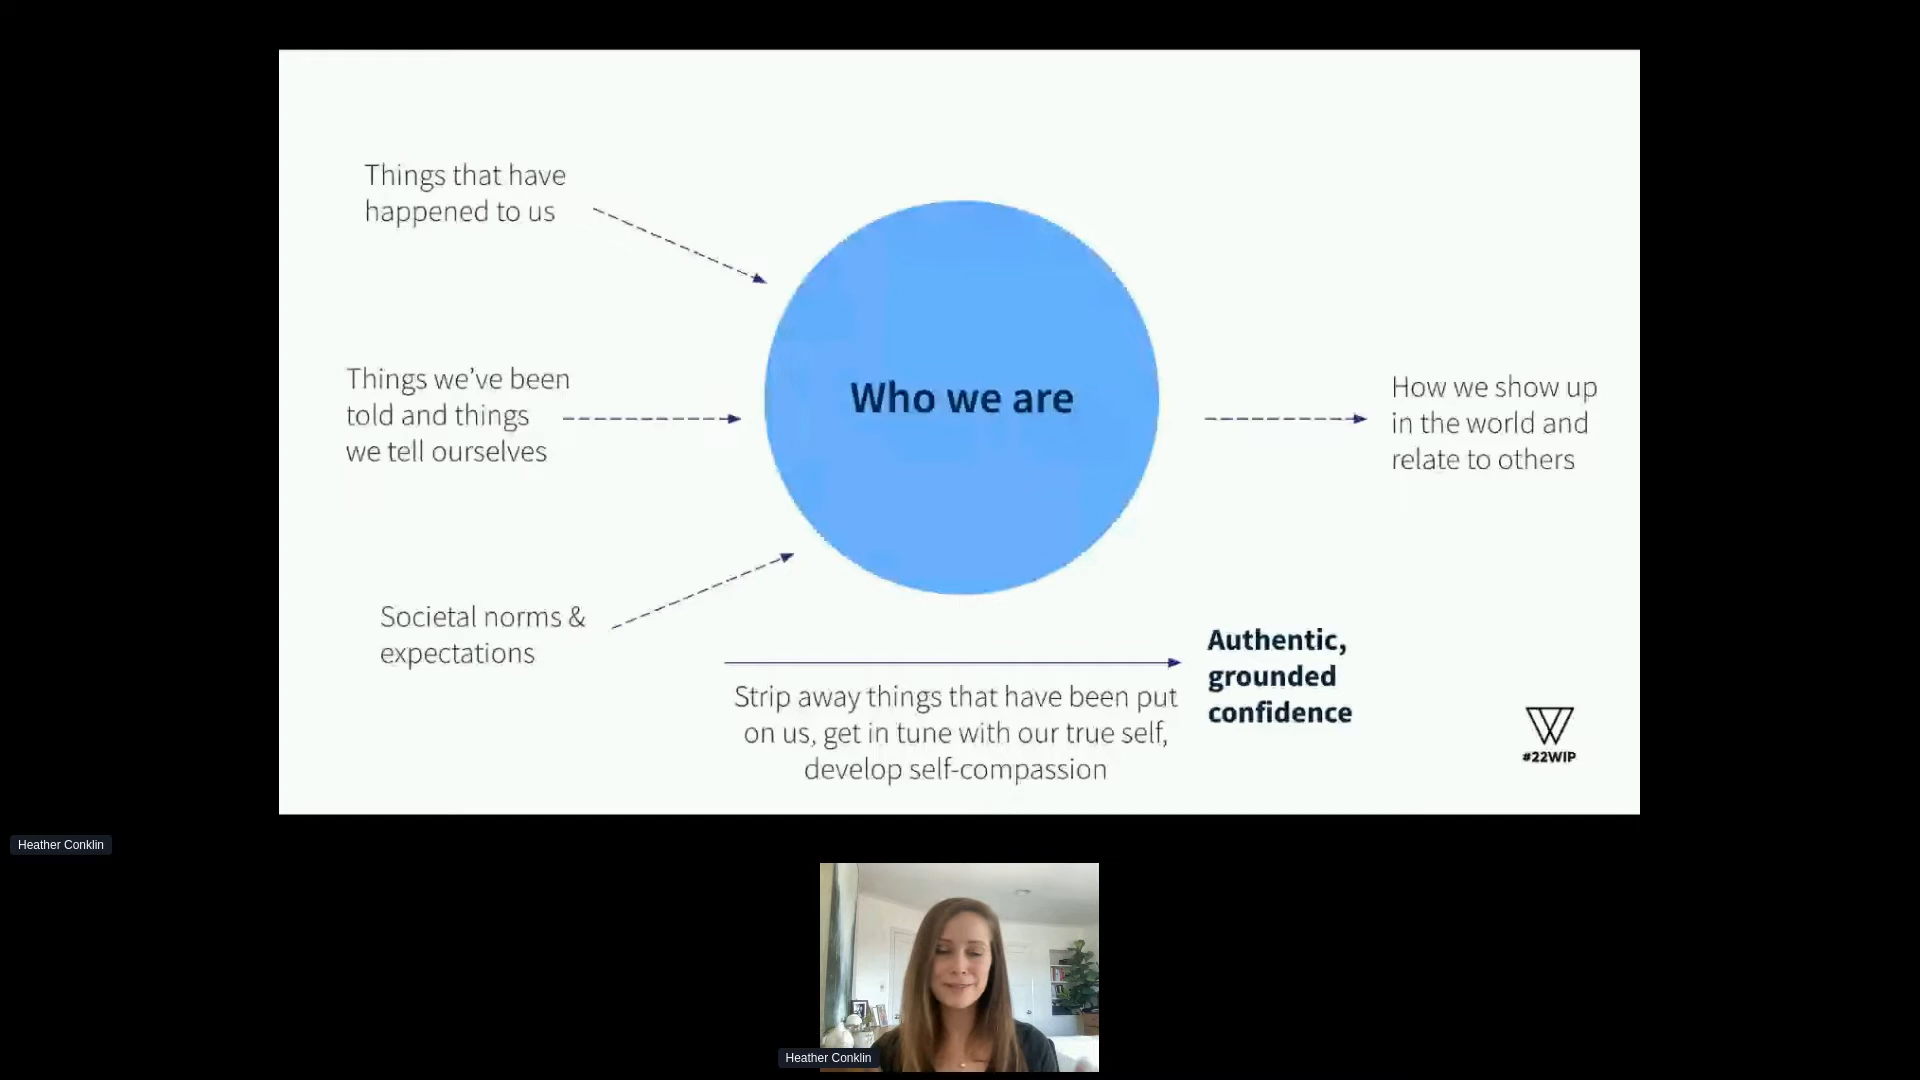 Things that have
happened to us
Things we've been
told and things
we tell ourselves
Societal norms &
expectations
Who we are
How we show up
in the world and
relate to others
Strip away things that have been put
on us, get in tune with our true self,
develop self-compassion
Authentic,
grounded
confidence
#22WIP
Heather Conklin
Heather Conklin